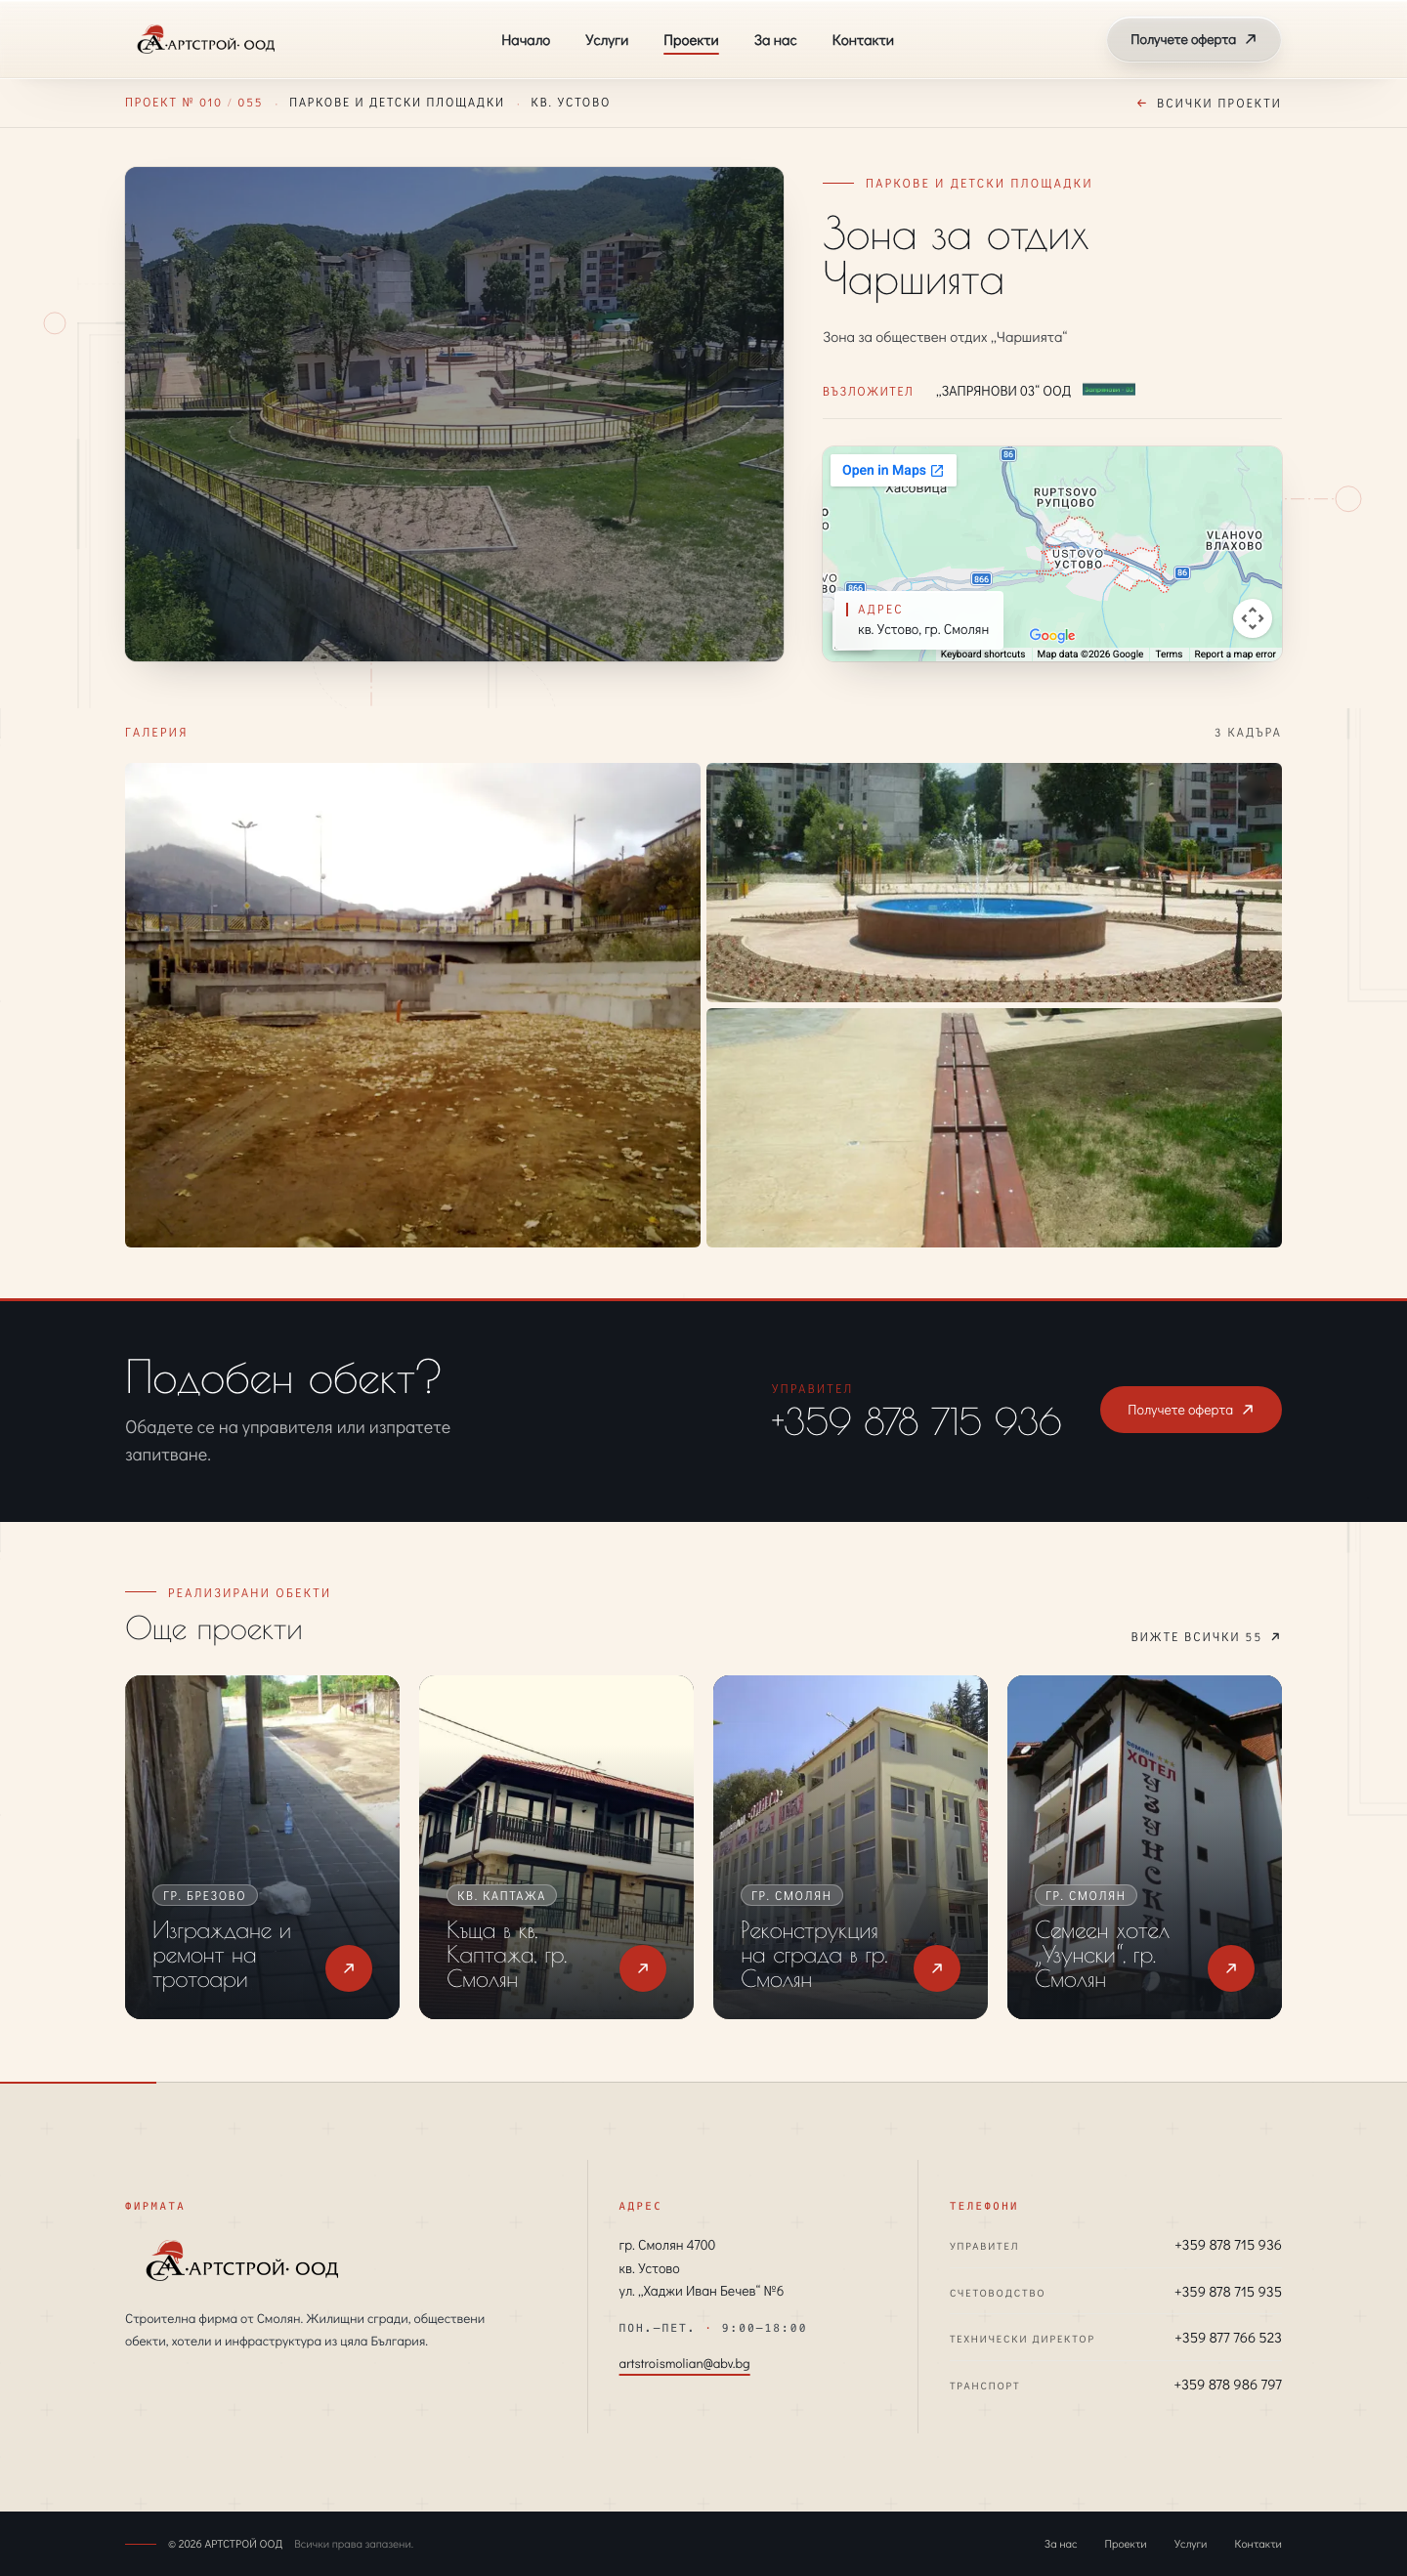 ·АРТСТРОЙ· ООД
Начало
Услуги
Проекти
За нас
Контакти
Получете оферта
ПРОЕКТ № 010 / 055 · ПАРКОВЕ И ДЕТСКИ ПЛОЩАДКИ · КВ. УСТОВО
← ВСИЧКИ ПРОЕКТИ
ПАРКОВЕ И ДЕТСКИ ПЛОЩАДКИ
Зона за отдих
Чаршията
Зона за обществен отдих „Чаршията“
ВЪЗЛОЖИТЕЛ „ЗАПРЯНОВИ 03“ ООД
Open in Maps
Хасовица
86
RUPTSOVO
РУПЦОВО
VLAHOVO
ВЛАХОВО
USTOVO
УСТОВО
86
866
866
АДРЕС
кв. Устово, гр. Смолян
Google
Keyboard shortcuts
Map data ©2026 Google
Terms
Report a map error
ГАЛЕРИЯ
3 КАДЪРА
Подобен обект?
Обадете се на управителя или изпратете
запитване.
УПРАВИТЕЛ
+359 878 715 936
Получете оферта
РЕАЛИЗИРАНИ ОБЕКТИ
Още проекти
ВИЖТЕ ВСИЧКИ 55
ГР. БРЕЗОВО
Изграждане и
ремонт на
тротоари
КВ. КАПТАЖА
Къща в кв.
Каптажа, гр.
Смолян
ГР. СМОЛЯН
Реконструкция
на сграда в гр.
Смолян
семеен
ХОТЕЛ
УЗУНСКИ
ГР. СМОЛЯН
Семеен хотел
„Узунски“, гр.
Смолян
ФИРМАТА
·АРТСТРОЙ· ООД
Строителна фирма от Смолян. Жилищни сгради, обществени
обекти, хотели и инфраструктура из цяла България.
АДРЕС
гр. Смолян 4700
кв. Устово
ул. „Хаджи Иван Бечев“ №6
ПОН.–ПЕТ. · 9:00–18:00
artstroismolian@abv.bg
ТЕЛЕФОНИ
УПРАВИТЕЛ +359 878 715 936
СЧЕТОВОДСТВО +359 878 715 935
ТЕХНИЧЕСКИ ДИРЕКТОР +359 877 766 523
ТРАНСПОРТ +359 878 986 797
© 2026 АРТСТРОЙ ООД Всички права запазени.
За нас
Проекти
Услуги
Контакти